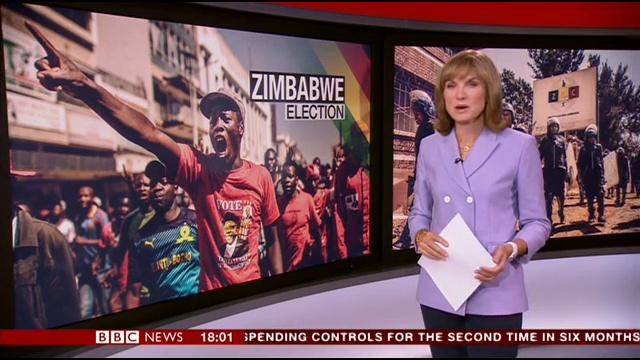 ZIMBABWE
ELECTION
VOTE
BBC NEWS 18:01 SPENDING CONTROLS FOR THE SECOND TIME IN SIX MONTHS